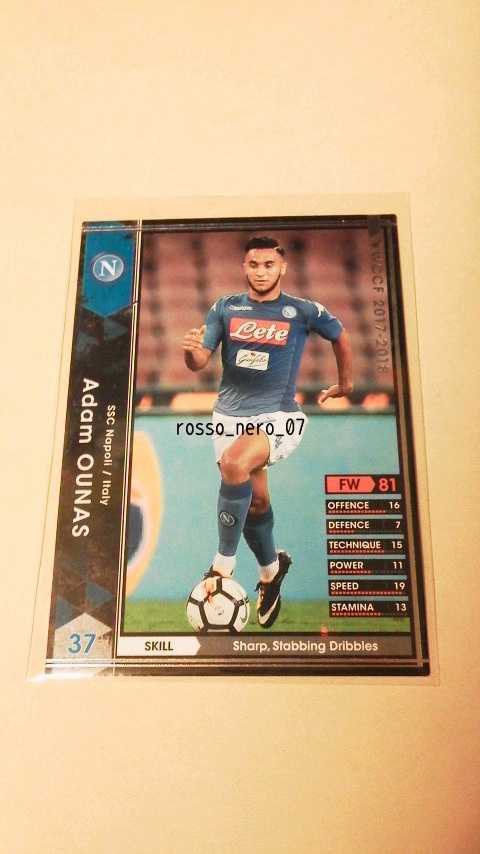 N
WCCF 2017-2018
Lete
rosso_nero_07
SSC Napoli / Italy
Adam OUNAS
FW 81
OFFENCE 16
DEFENCE 7
TECHNIQUE 15
POWER 11
SPEED 19
STAMINA 13
37
SKILL Sharp, Stabbing Dribbles